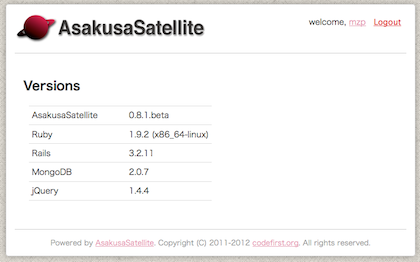 AsakusaSatellite
welcome, mzp Logout
Versions
AsakusaSatellite 0.8.1.beta
Ruby 1.9.2 (x86_64-linux)
Rails 3.2.11
MongoDB 2.0.7
jQuery 1.4.4
Powered by AsakusaSatellite. Copyright (C) 2011-2012 codefirst.org. All rights reserved.